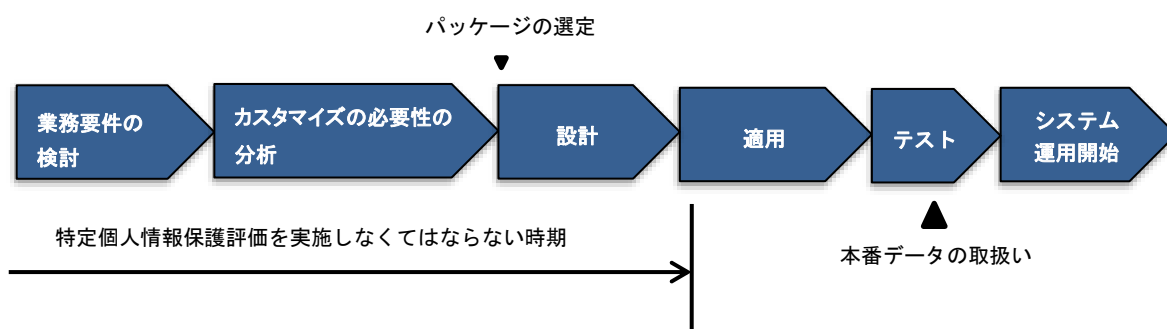 パッケージの選定
業務要件の
検討
カスタマイズの必要性の
分析
設計
適用
テスト
システム
運用開始
特定個人情報保護評価を実施しなくてはならない時期
本番データの取扱い